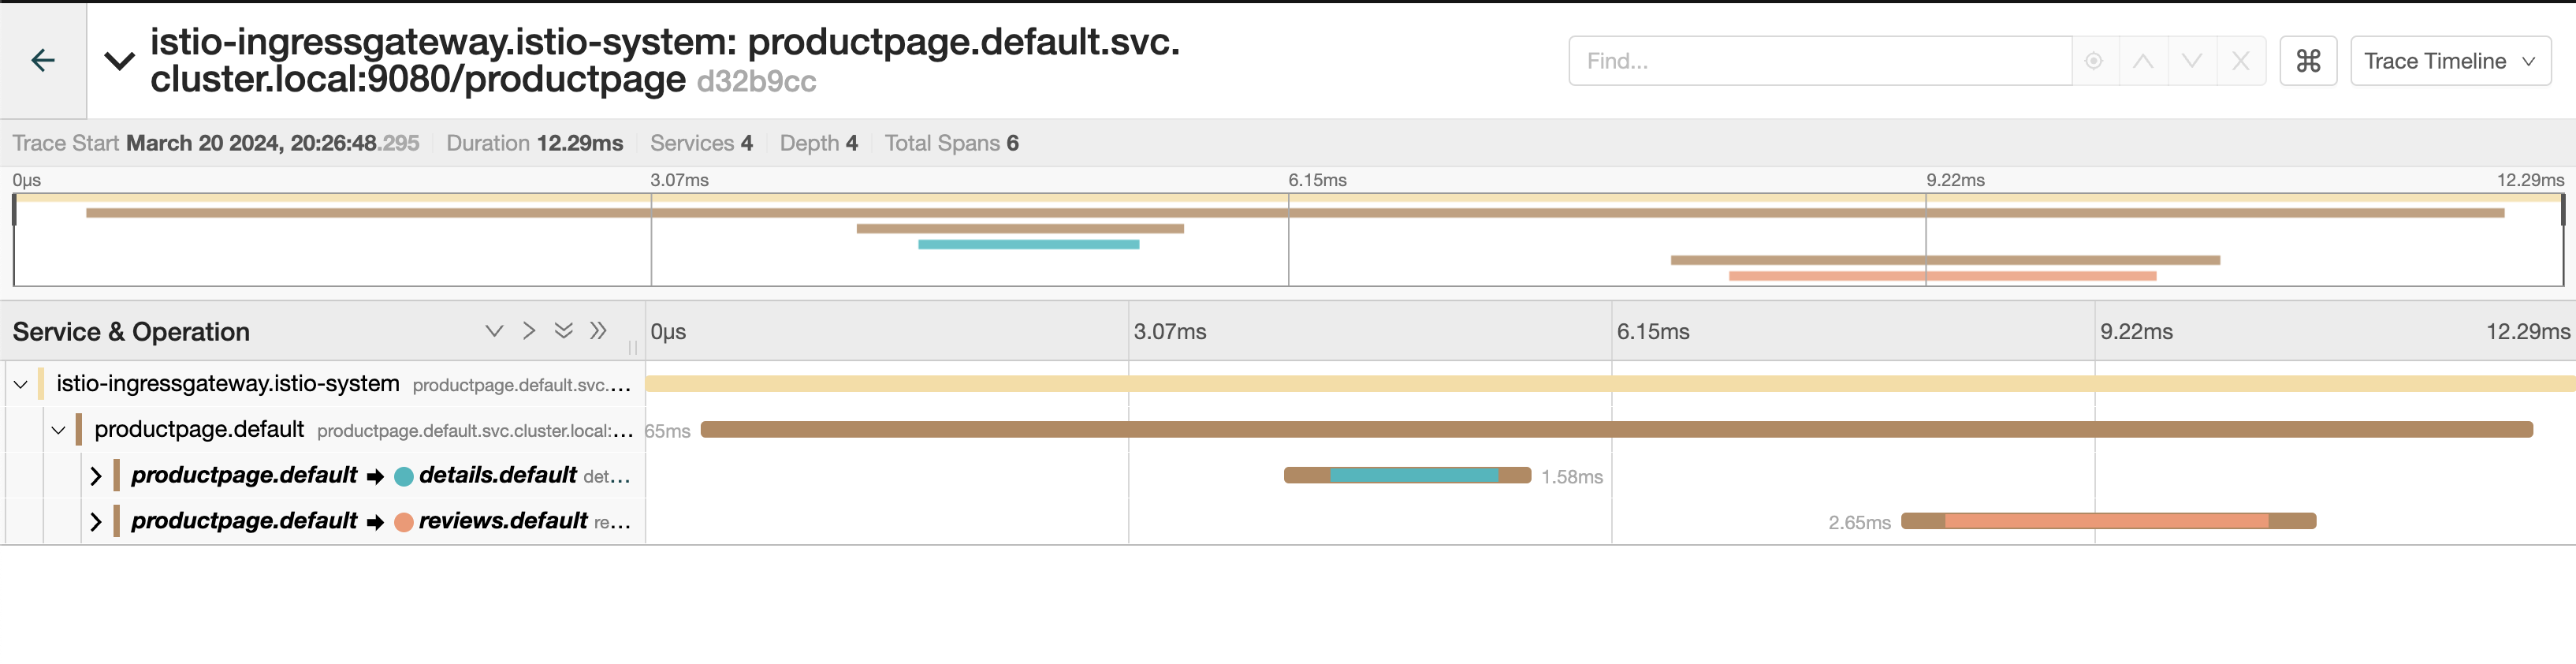 istio-ingressgateway.istio-system: productpage.default.svc.
cluster.local:9080/productpage d32b9cc
Find...
Trace Timeline
Trace Start March 20 2024, 20:26:48.295 Duration 12.29ms Services 4 Depth 4 Total Spans 6
0μs 3.07ms 6.15ms 9.22ms 12.29ms
Service & Operation 0μs 3.07ms 6.15ms 9.22ms 12.29ms
istio-ingressgateway.istio-system productpage.default.svc....
productpage.default productpage.default.svc.cluster.local:... 65ms
productpage.default ➡ details.default det... 1.58ms
productpage.default ➡ reviews.default re... 2.65ms